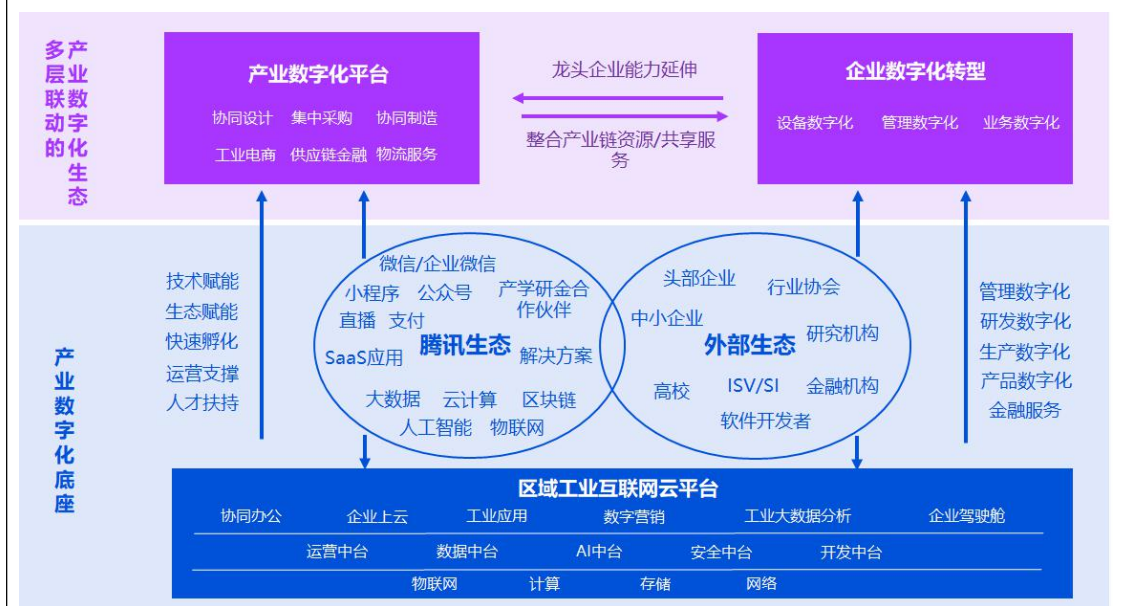 产业数字化生态
多层联动的
产业数字化平台
协同设计 集中采购 协同制造
工业电商 供应链金融 物流服务
龙头企业能力延伸
整合产业链资源/共享服
务
企业数字化转型
设备数字化 管理数字化 业务数字化
产业数字化底座
技术赋能
生态赋能
快速孵化
运营支撑
人才扶持
微信/企业微信
小程序 公众号 产学研金合
作伙伴
直播 支付
腾讯生态
SaaS应用 解决方案
大数据 云计算 区块链
人工智能 物联网
头部企业 行业协会
中小企业
外部生态 研究机构
高校 ISV/SI 金融机构
软件开发者
管理数字化
研发数字化
生产数字化
产品数字化
金融服务
区域工业互联网云平台
协同办公 企业上云 工业应用 数字营销 工业大数据分析 企业驾驶舱
运营中台 数据中台 AI中台 安全中台 开发中台
物联网 计算 存储 网络